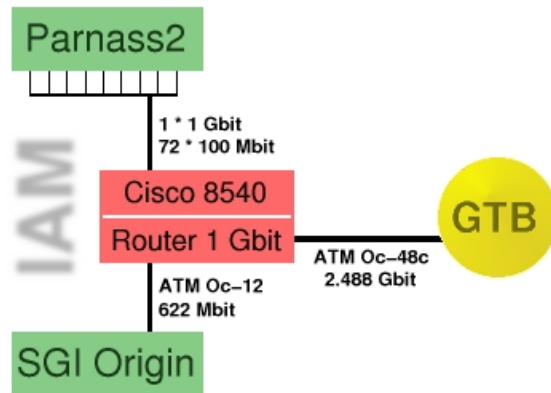 Parnass2
1 * 1 Gbit
72 * 100 Mbit
IAM
Cisco 8540
Router 1 Gbit
GTB
ATM Oc-48c
2.488 Gbit
ATM Oc-12
622 Mbit
SGI Origin